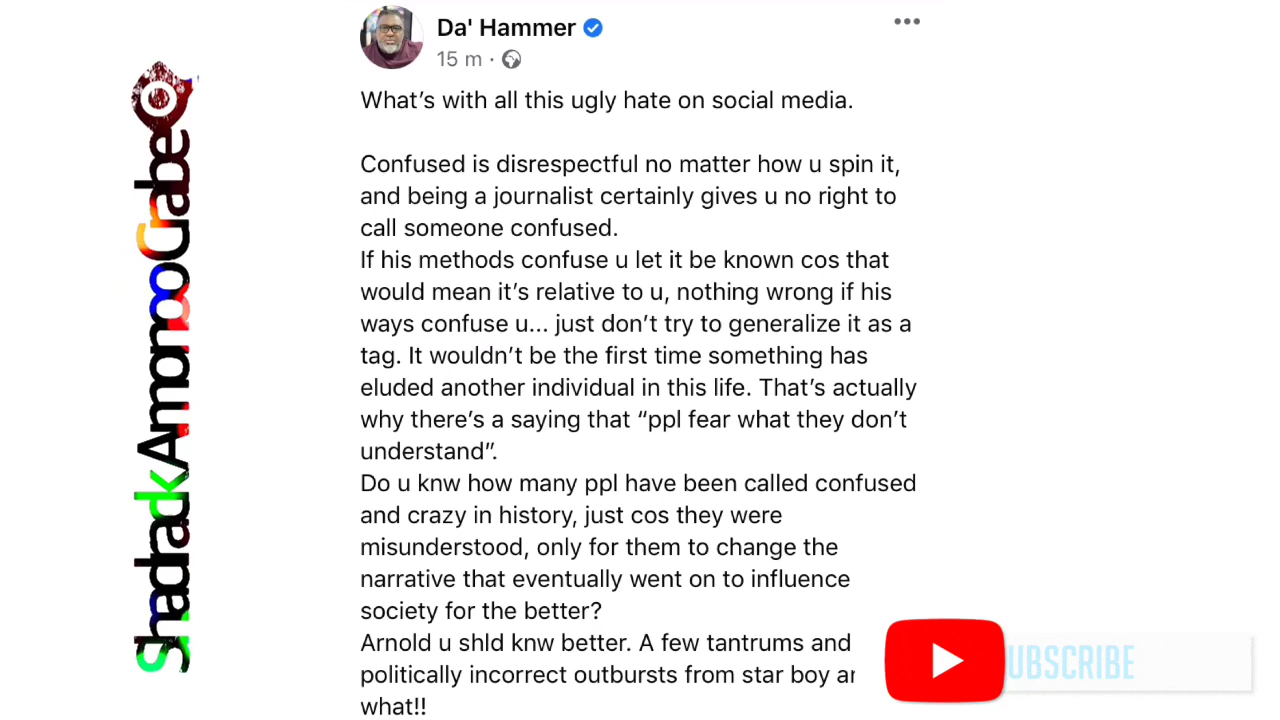 Da' Hammer
15 m ·
What's with all this ugly hate on social media.
Confused is disrespectful no matter how u spin it,
and being a journalist certainly gives u no right to
call someone confused.
If his methods confuse u let it be known cos that
would mean it's relative to u, nothing wrong if his
ways confuse u... just don't try to generalize it as a
tag. It wouldn't be the first time something has
eluded another individual in this life. That's actually
why there's a saying that “ppl fear what they don't
understand”.
Do u knw how many ppl have been called confused
and crazy in history, just cos they were
misunderstood, only for them to change the
narrative that eventually went on to influence
society for the better?
Arnold u shld knw better. A few tantrums and
politically incorrect outbursts from star boy
what!!
UBSCRIBE
Shadrack Amonoo Crabe